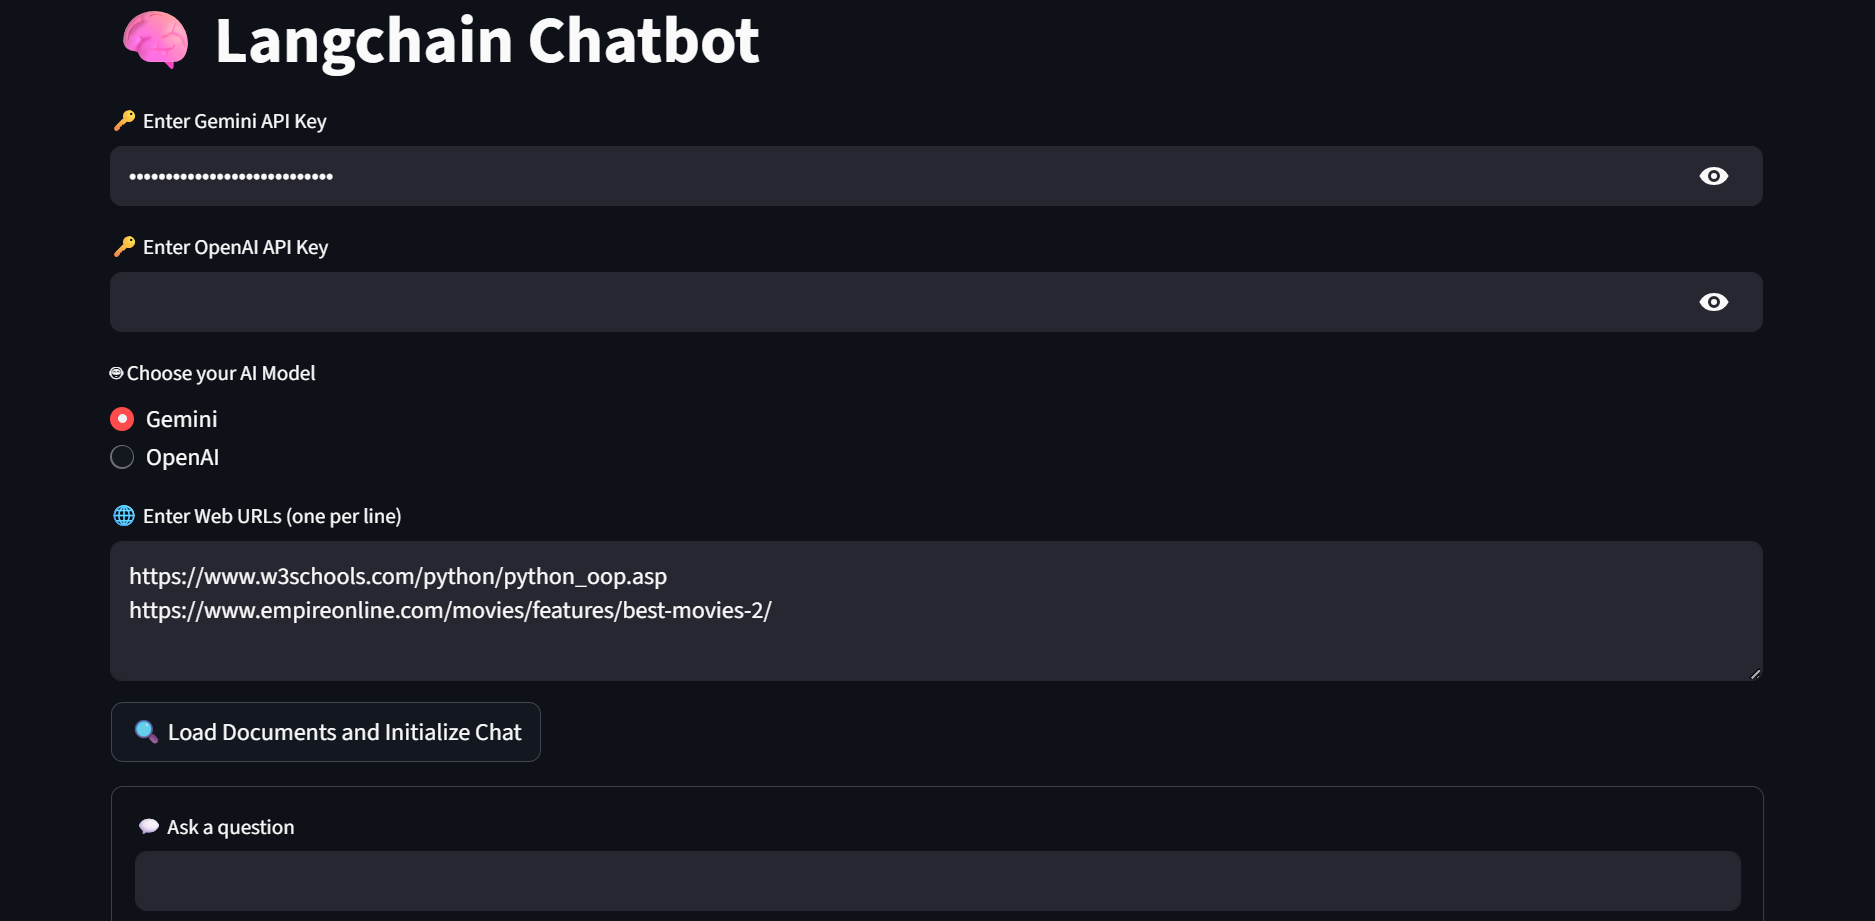 Langchain Chatbot
Enter Gemini API Key
••••••••••••••••••••••••••••
Enter OpenAI API Key
Choose your AI Model
Gemini
OpenAI
Enter Web URLs (one per line)
https://www.w3schools.com/python/python_oop.asp
https://www.empireonline.com/movies/features/best-movies-2/
Load Documents and Initialize Chat
Ask a question